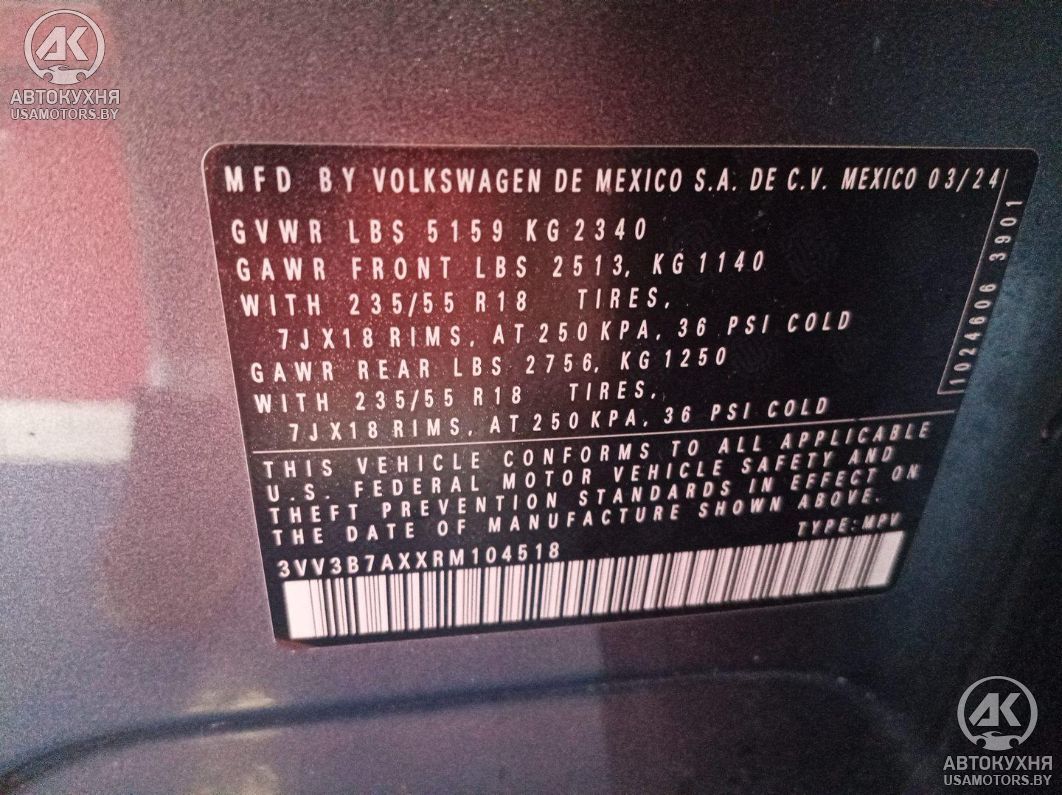 AK
АВТОКУХНЯ
USAMOTORS.BY
MFD BY VOLKSWAGEN DE MEXICO S.A. DE C.V. MEXICO 03/24
GVWR LBS 5159 KG 2340
GAWR FRONT LBS 2513, KG 1140
WITH 235/55 R18 TIRES,
7JX18 RIMS, AT 250 KPA, 36 PSI COLD
GAWR REAR LBS 2756, KG 1250
WITH 235/55 R18 TIRES,
7JX18 RIMS, AT 250 KPA, 36 PSI COLD
1024606 3901
THIS VEHICLE CONFORMS TO ALL APPLICABLE
U.S. FEDERAL MOTOR VEHICLE SAFETY AND
THEFT PREVENTION STANDARDS IN EFFECT ON
THE DATE OF MANUFACTURE SHOWN ABOVE.
TYPE: MPV
3VV3B7AXXRM104518
AK
АВТОКУХНЯ
USAMOTORS.BY